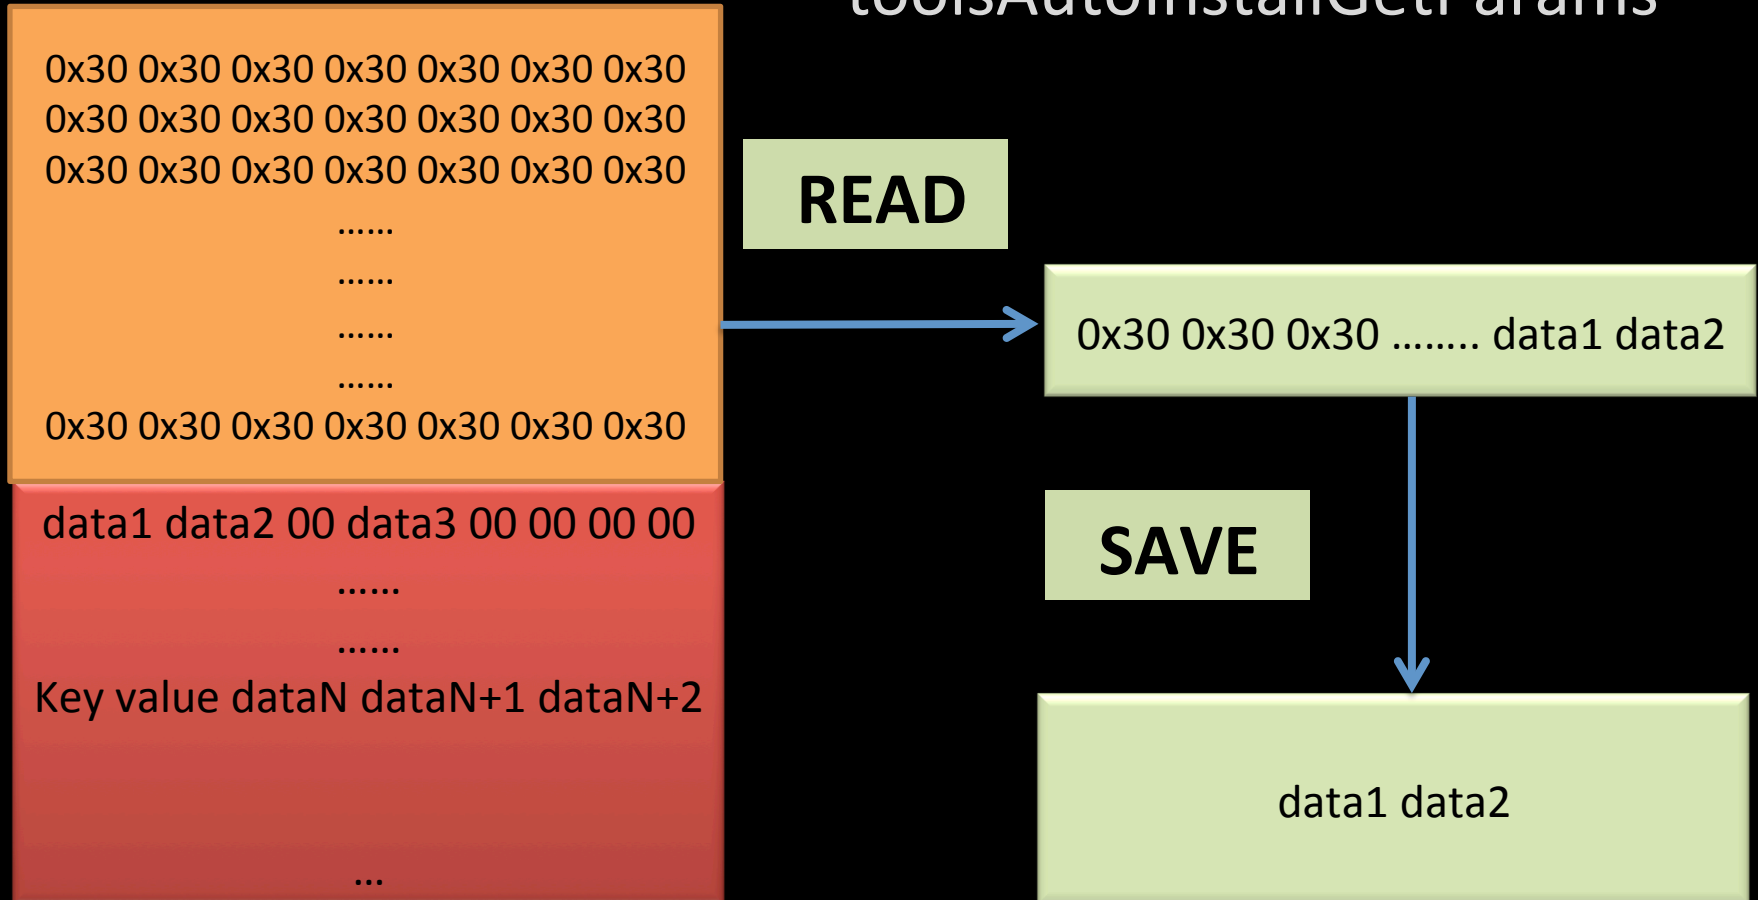 toolsAutoInstallGetParams
0x30 0x30 0x30 0x30 0x30 0x30 0x30
0x30 0x30 0x30 0x30 0x30 0x30 0x30
0x30 0x30 0x30 0x30 0x30 0x30 0x30
……
……
……
……
0x30 0x30 0x30 0x30 0x30 0x30 0x30
data1 data2 00 data3 00 00 00 00
……
……
Key value dataN dataN+1 dataN+2
…
READ
0x30 0x30 0x30 …….. data1 data2
SAVE
data1 data2